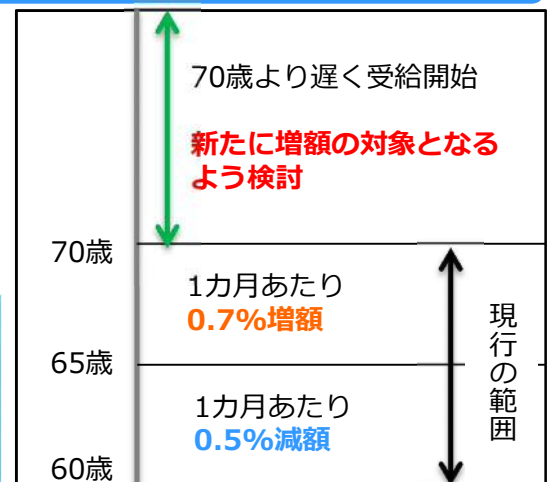 70歳より遅く受給開始
新たに増額の対象となる
よう検討
70歳
1カ月あたり
0.7%増額
現行の範囲
65歳
1カ月あたり
0.5%減額
60歳